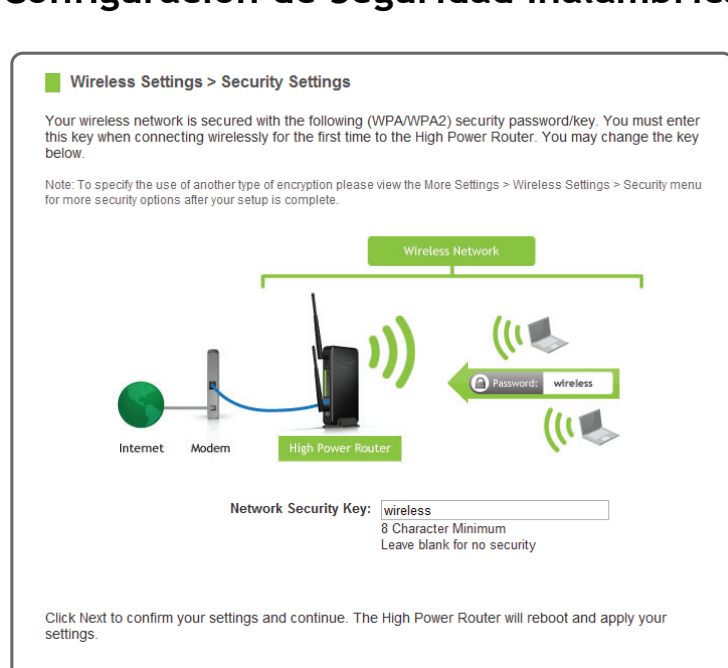 Configuración de Seguridad Inalámbrica
Wireless Settings > Security Settings
Your wireless network is secured with the following (WPA/WPA2) security password/key. You must enter
this key when connecting wirelessly for the first time to the High Power Router. You may change the key
below.
Note: To specify the use of another type of encryption please view the More Settings > Wireless Settings > Security menu
for more security options after your setup is complete.
Wireless Network
Password: wireless
Internet Modem High Power Router
Network Security Key: wireless
8 Character Minimum
Leave blank for no security
Click Next to confirm your settings and continue. The High Power Router will reboot and apply your
settings.